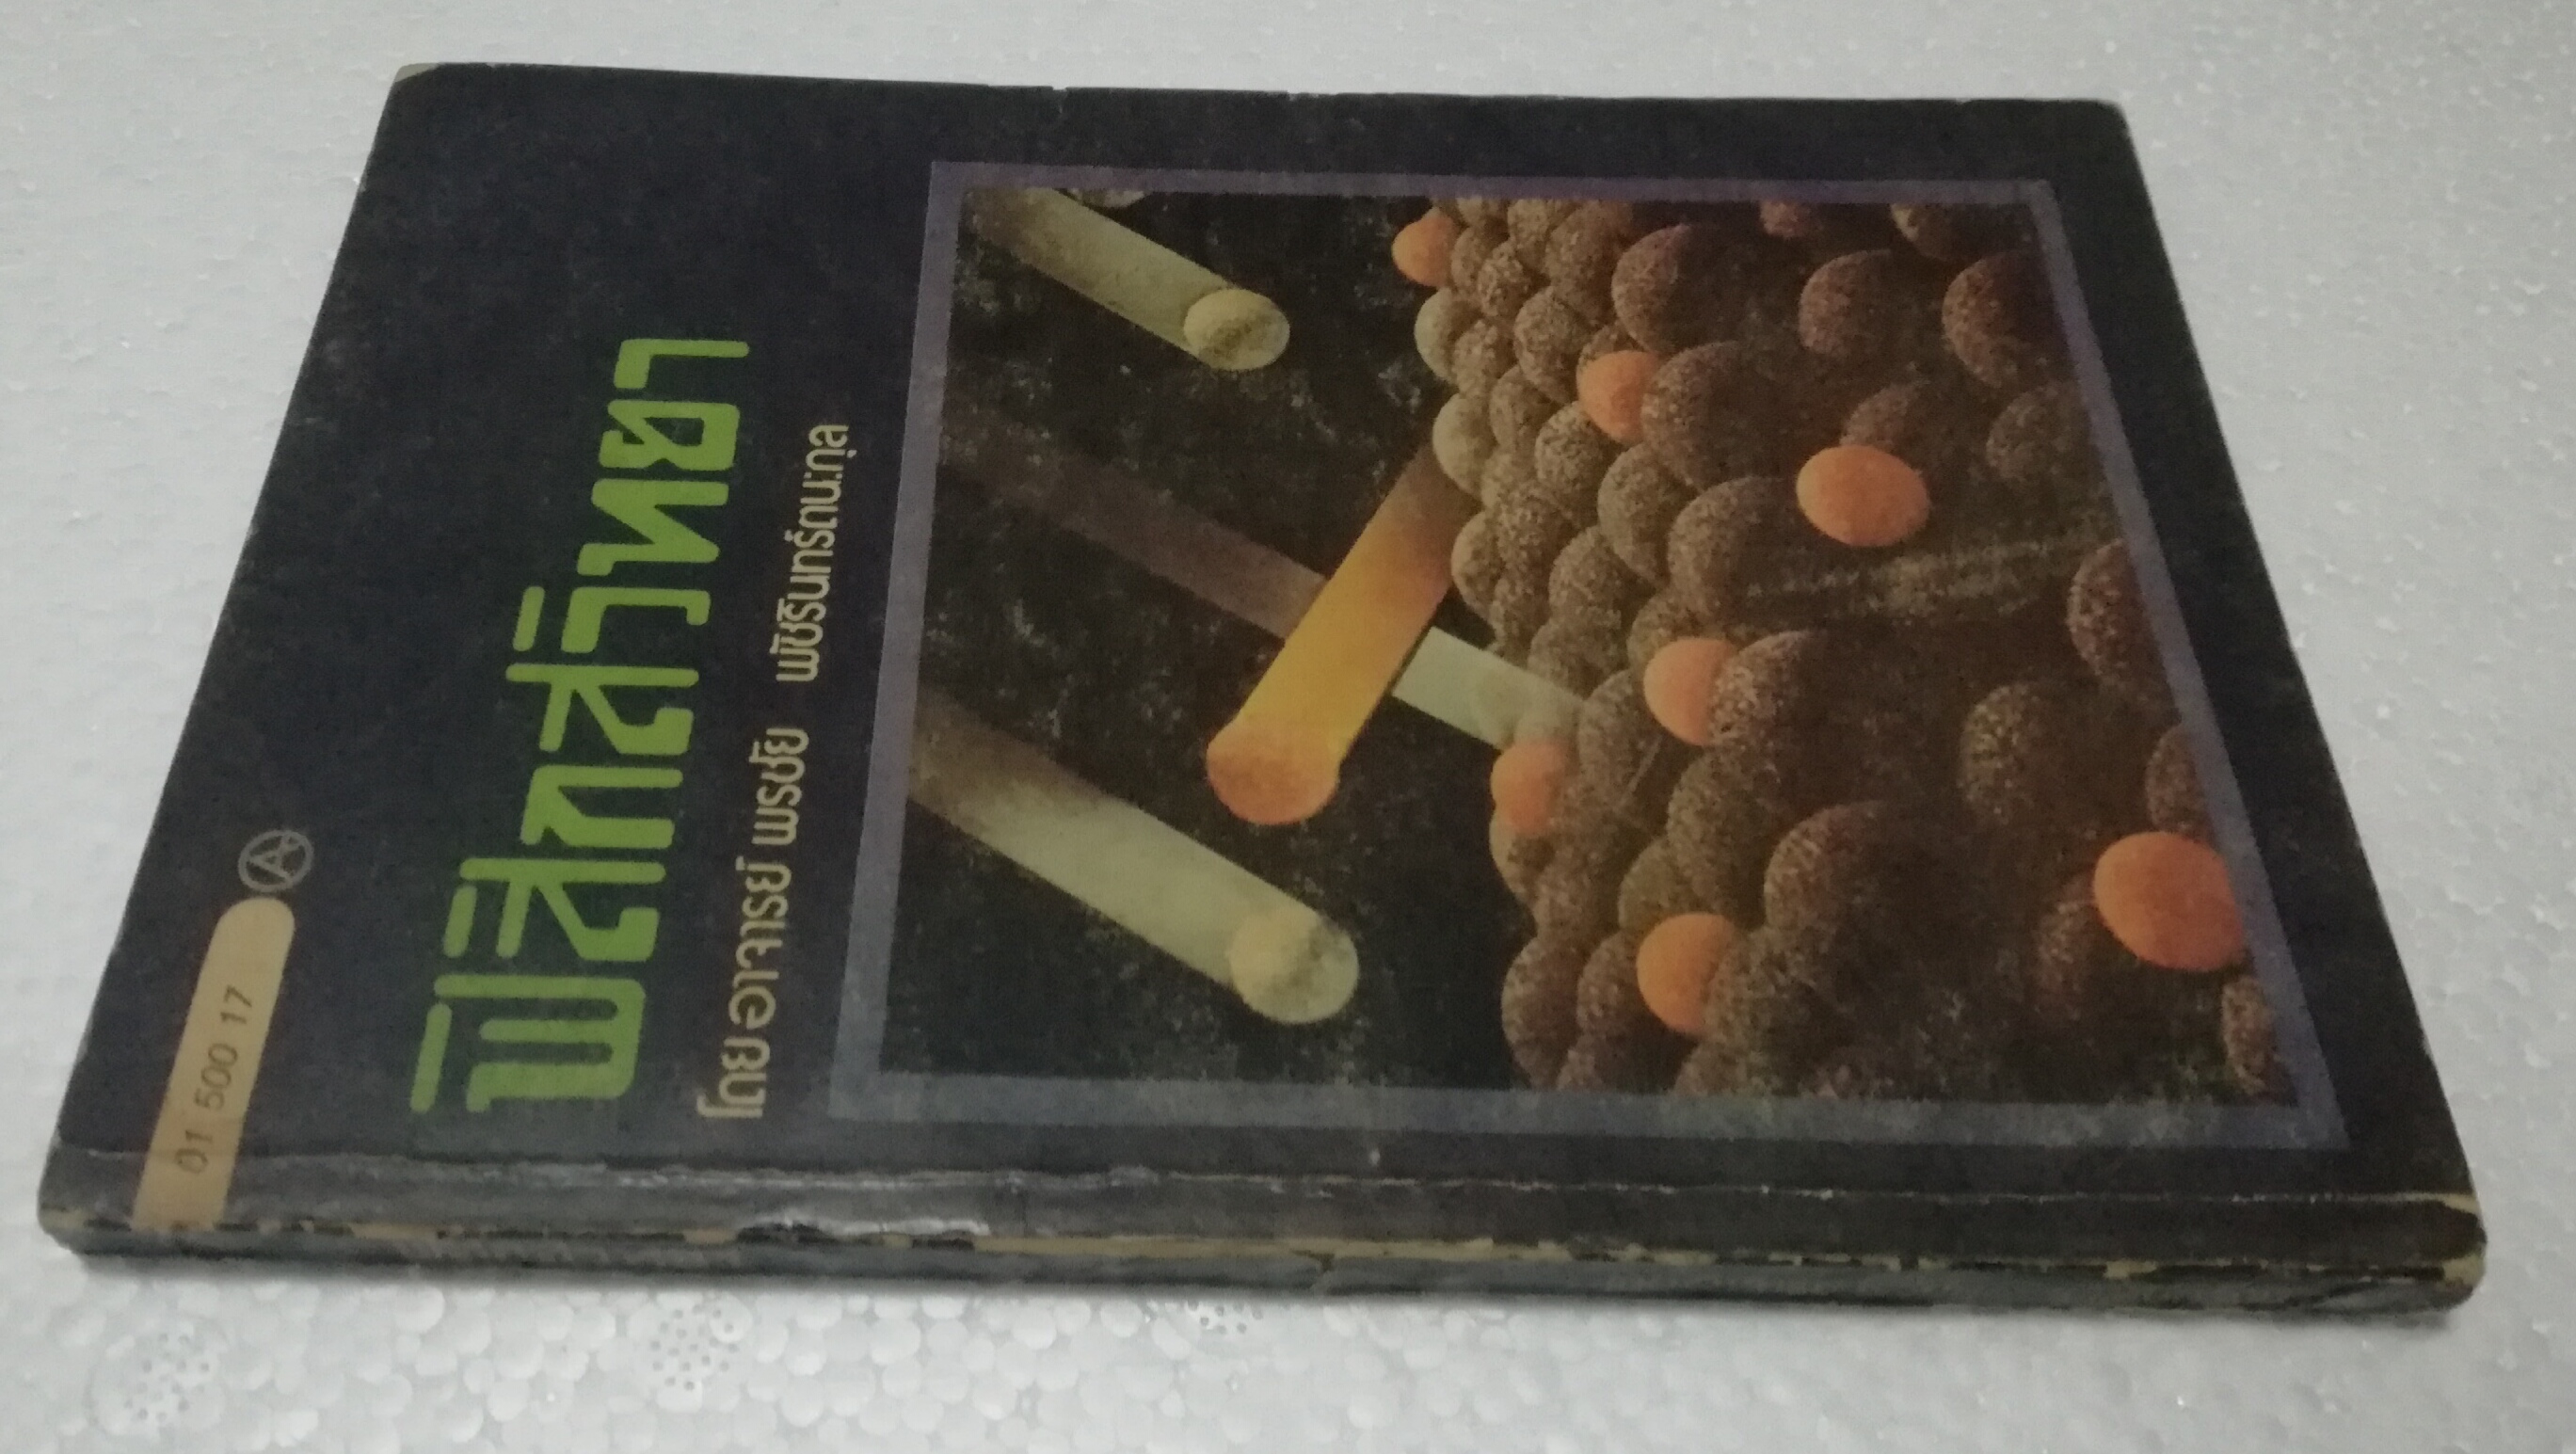 01 500 17
ฟิสิกส์วิทยา
โดย อาจารย์ พรชัย พัชรินทร์ตนะกุล